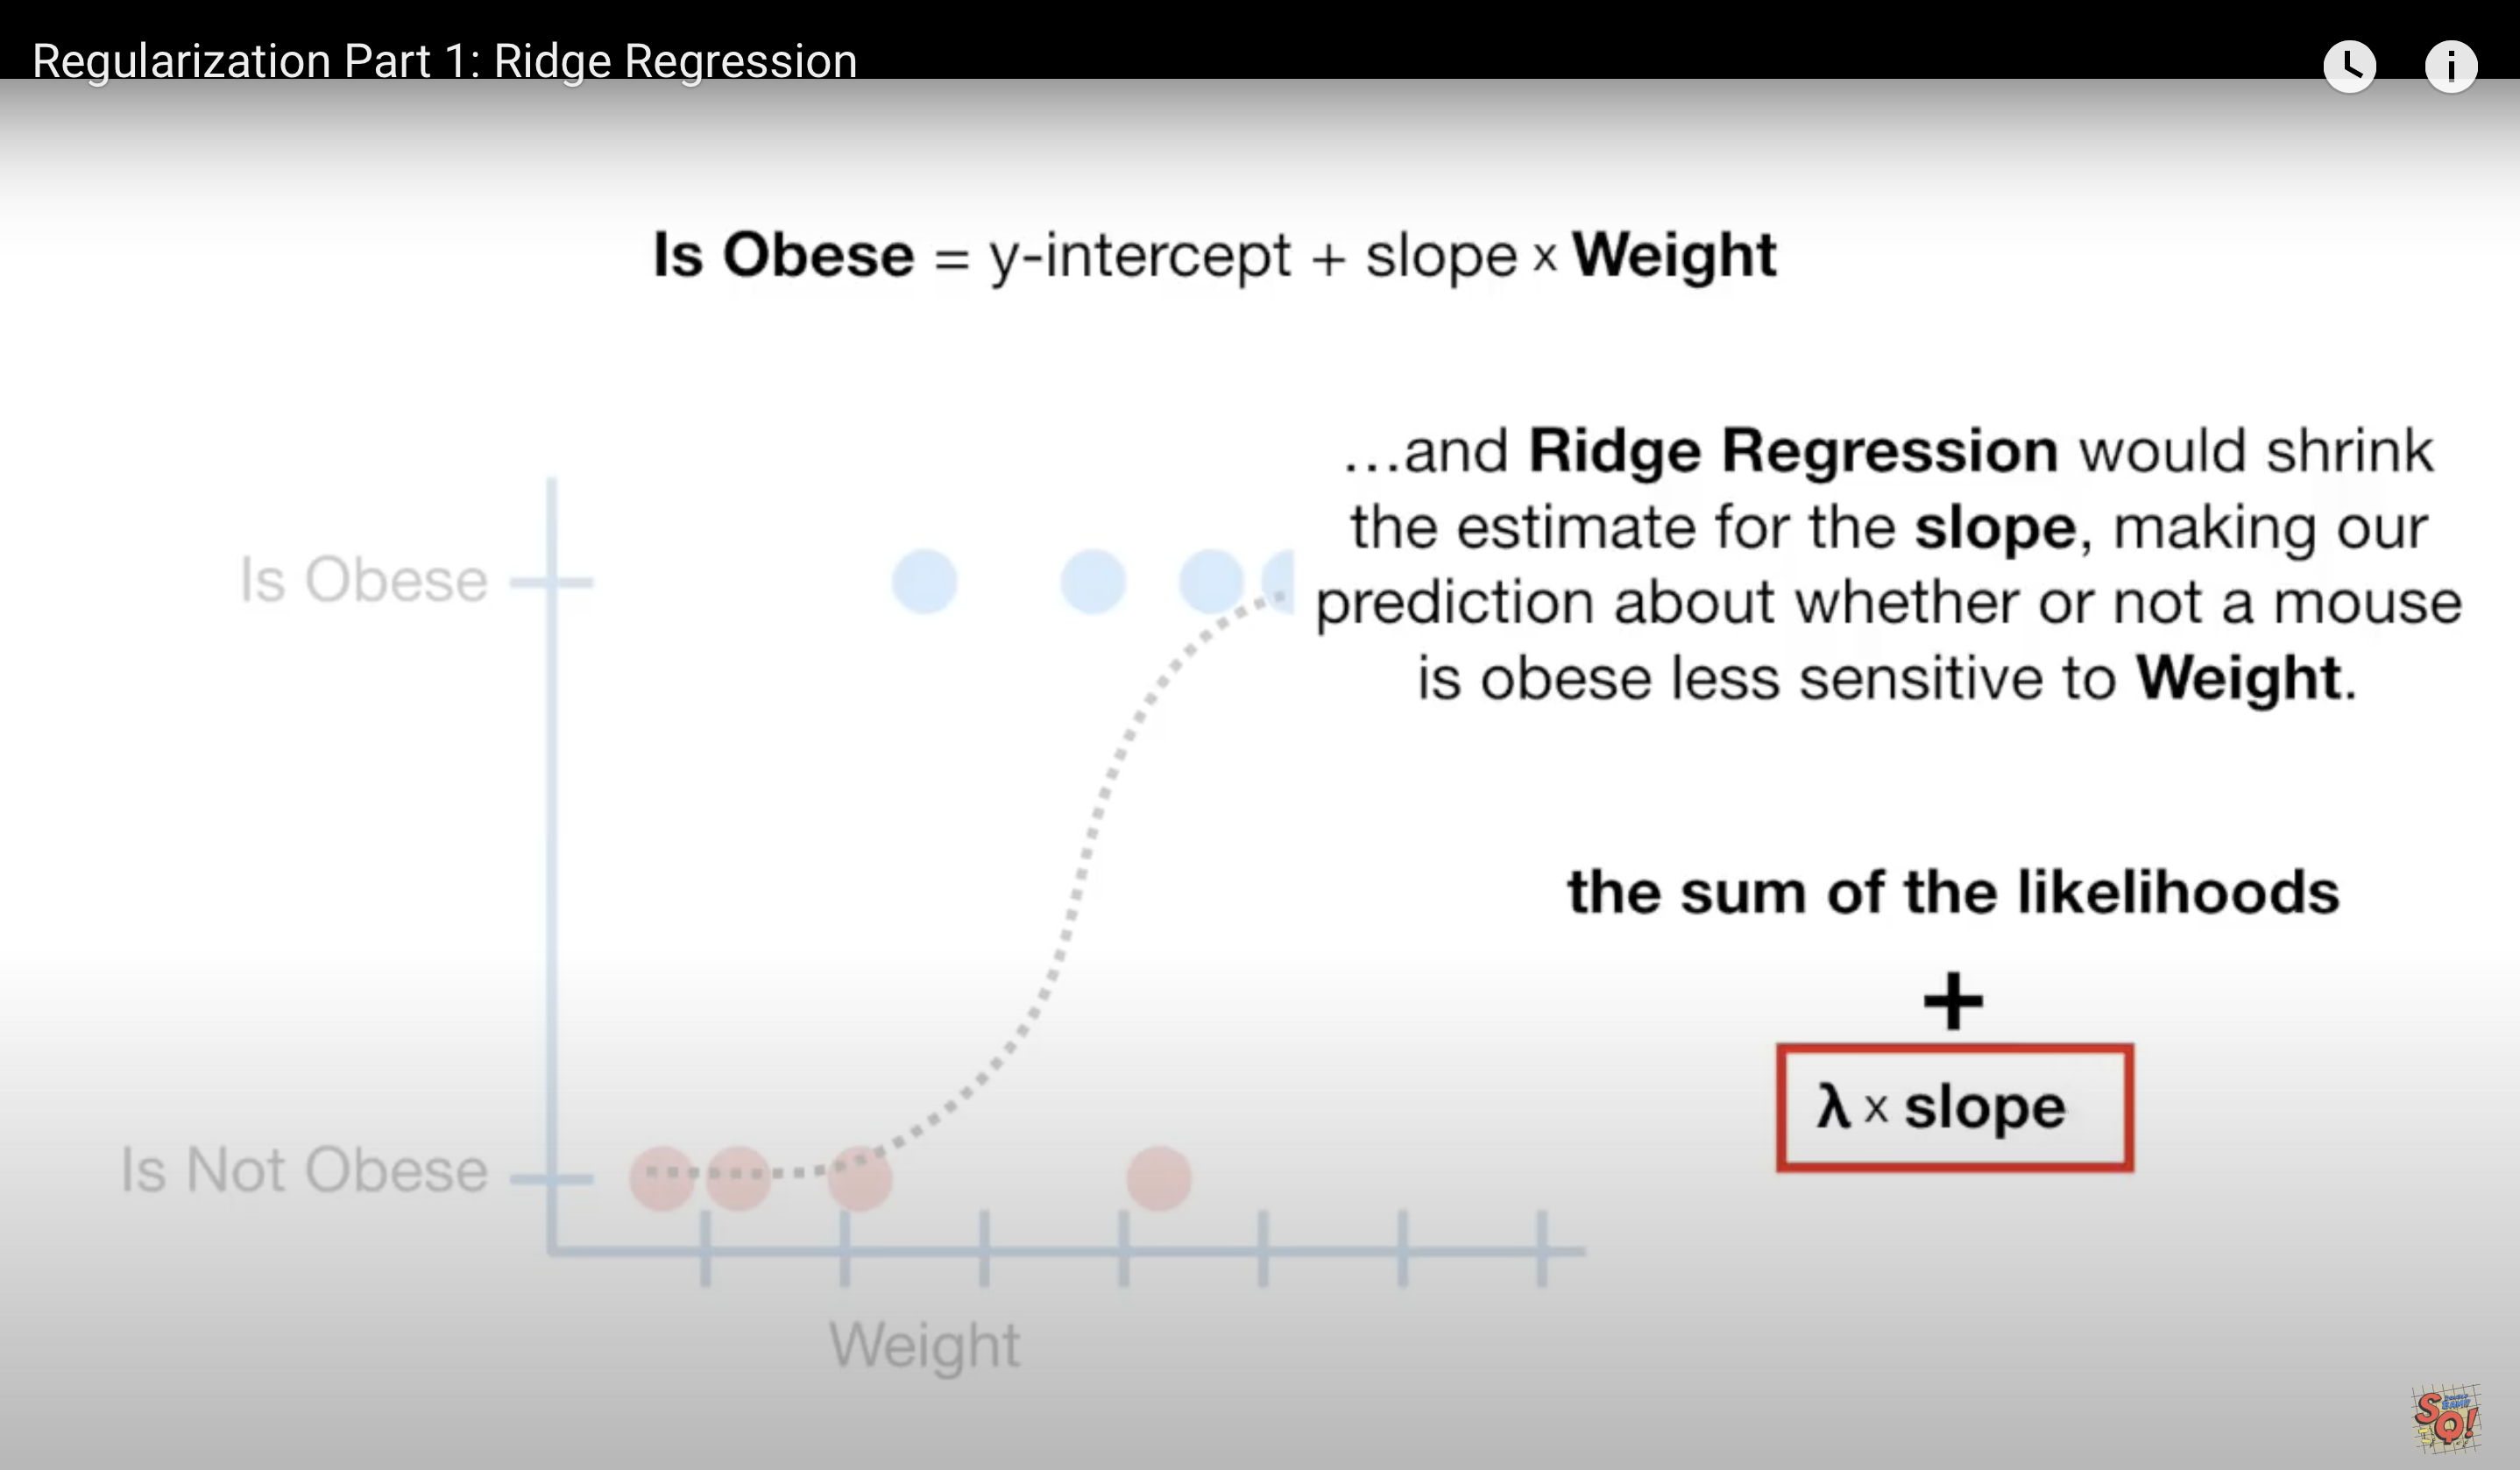 Regularization Part 1: Ridge Regression
Is Obese = y-intercept + slope x Weight
...and Ridge Regression would shrink
the estimate for the slope, making our
prediction about whether or not a mouse
is obese less sensitive to Weight.
Is Obese
the sum of the likelihoods
+
λ x slope
Is Not Obese
Weight
SQ!